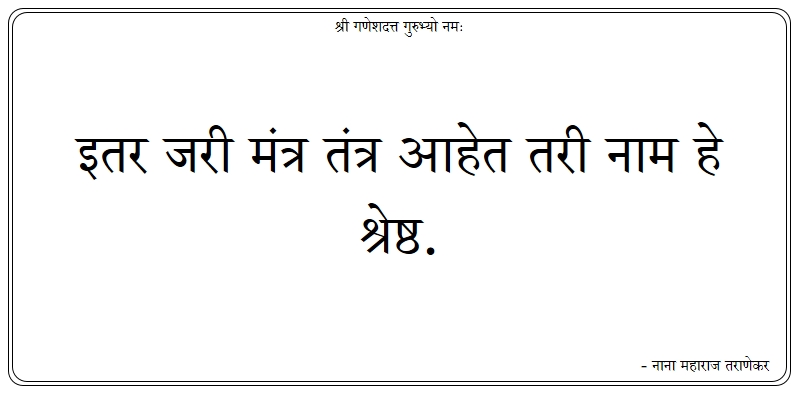 श्री गणेशदत्त गुरुभ्यो नमः
इतर जरी मंत्र तंत्र आहेत तरी नाम हे
श्रेष्ठ.
- नाना महाराज तराणेकर